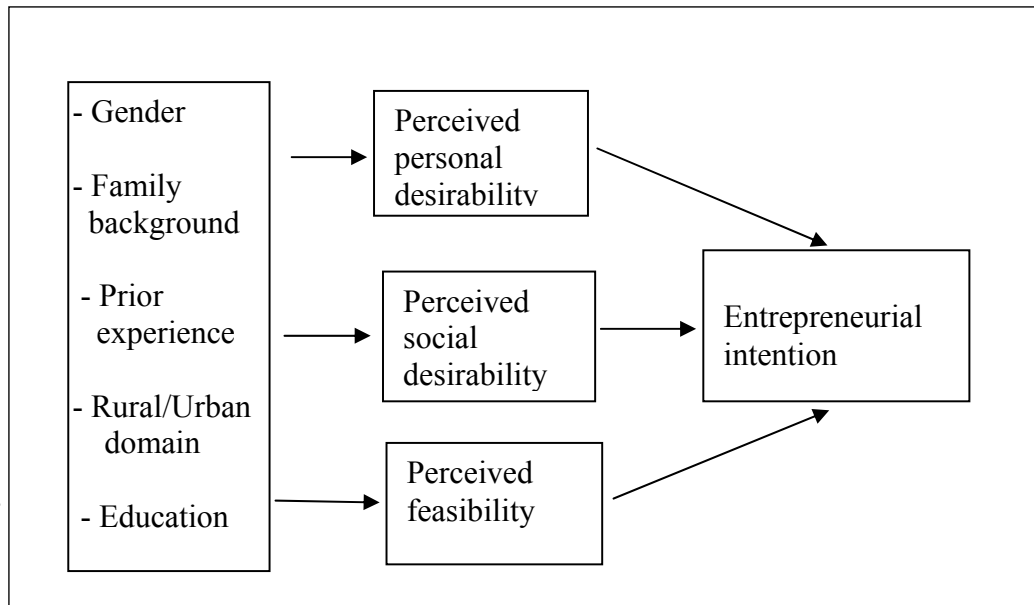 - Gender
- Family
background
- Prior
experience
- Rural/Urban
domain
- Education
Perceived
personal
desirability
Perceived
social
desirability
Perceived
feasibility
Entrepreneurial
intention